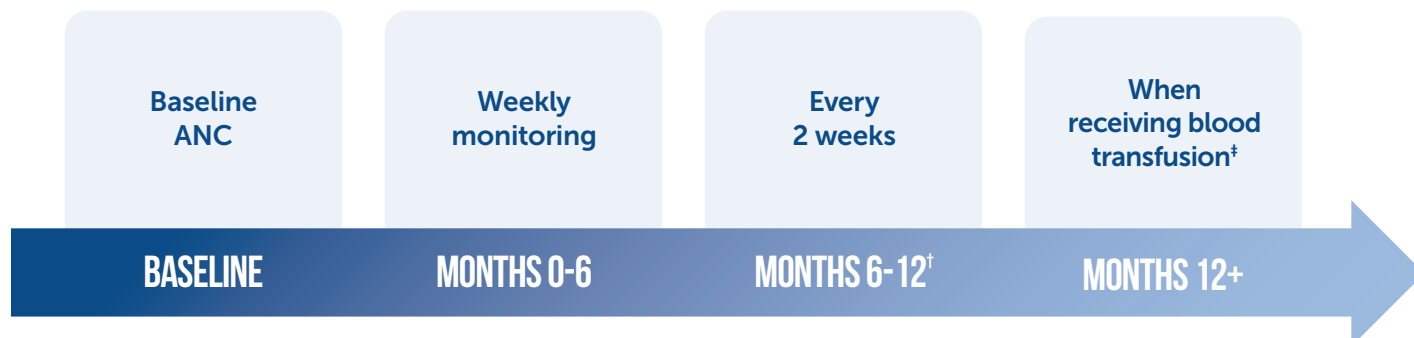 Baseline
ANC
Weekly
monitoring
Every
2 weeks
When
receiving blood
transfusion‡
BASELINE
MONTHS 0-6
MONTHS 6-12†
MONTHS 12+